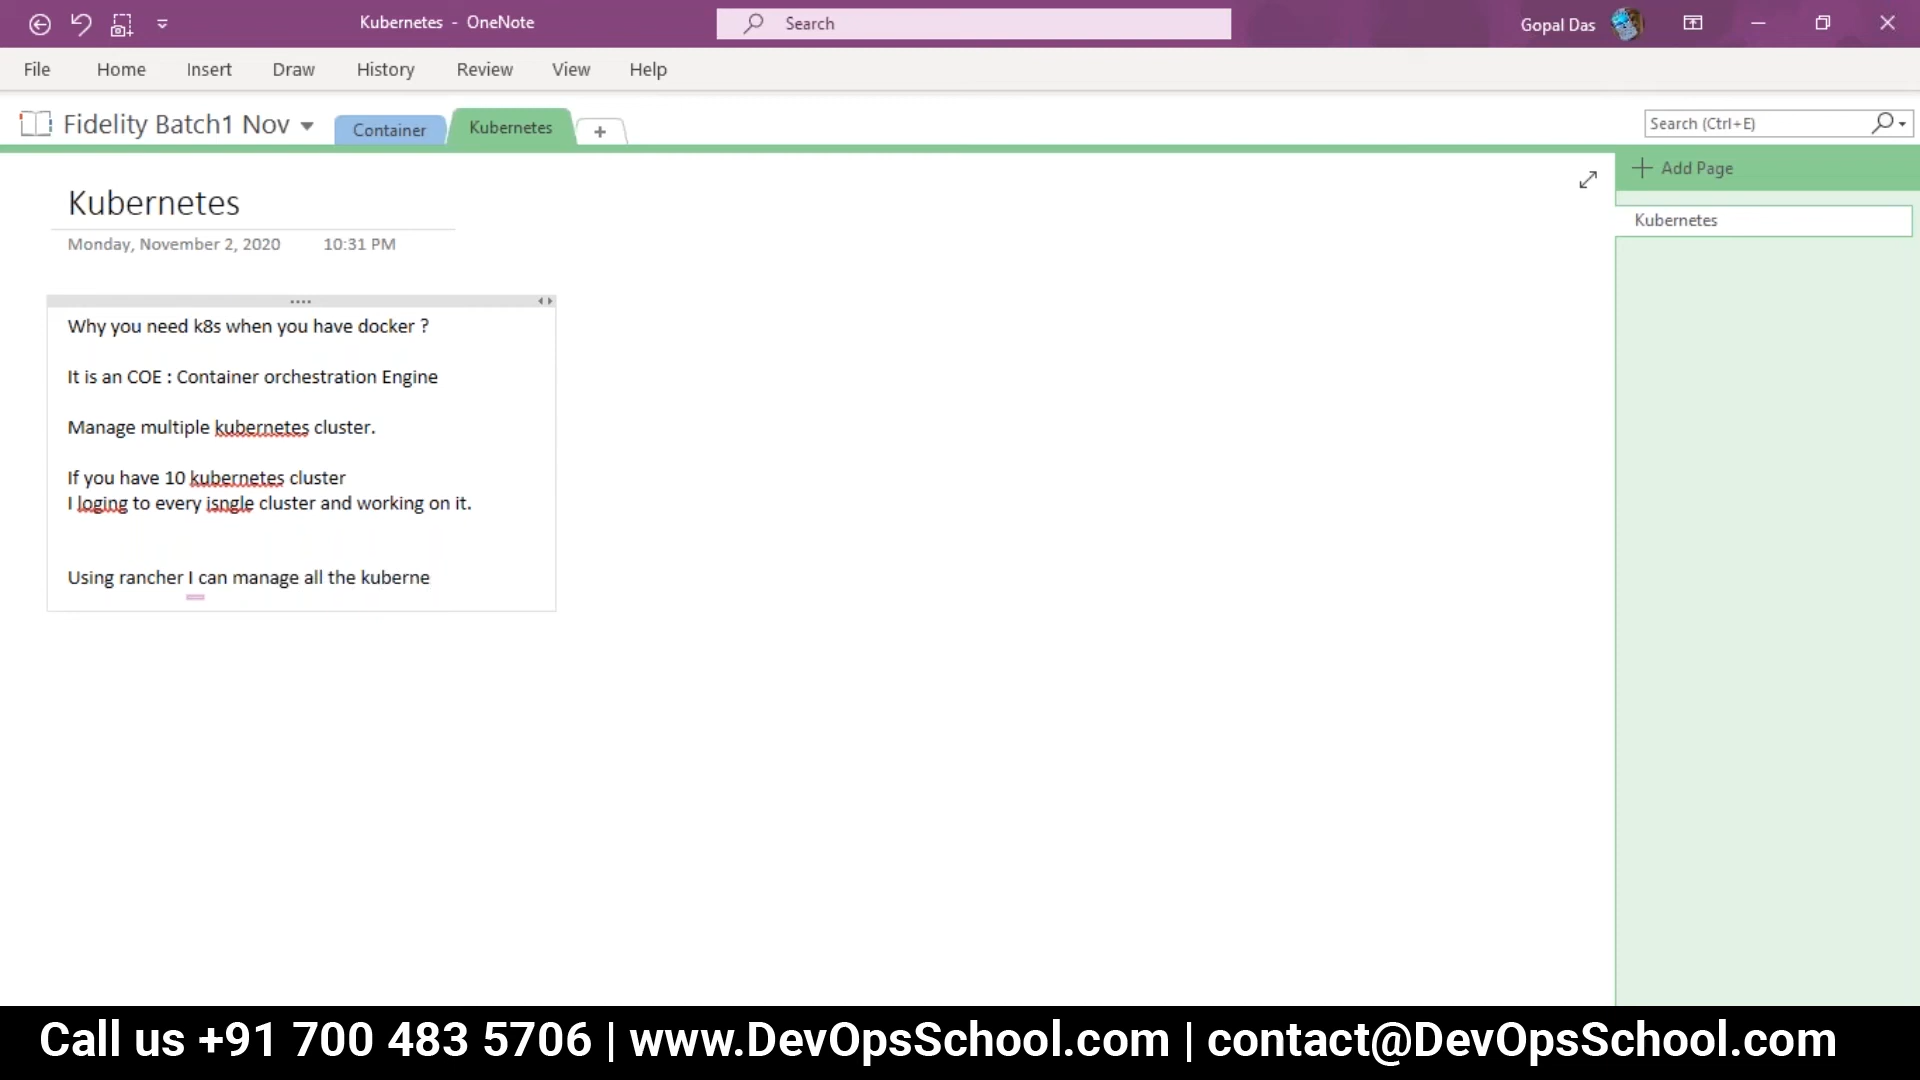 Kubernetes - OneNote
Search
Gopal Das
File Home Insert Draw History Review View Help
Fidelity Batch1 Nov
Container
Kubernetes
Search (Ctrl+E)
Add Page
Kubernetes
Kubernetes
Monday, November 2, 2020 10:31 PM
Why you need k8s when you have docker ?
It is an COE : Container orchestration Engine
Manage multiple kubernetes cluster.
If you have 10 kubernetes cluster
I loging to every isngle cluster and working on it.
Using rancher I can manage all the kuberne
Call us +91 700 483 5706 | www.DevOpsSchool.com | contact@DevOpsSchool.com